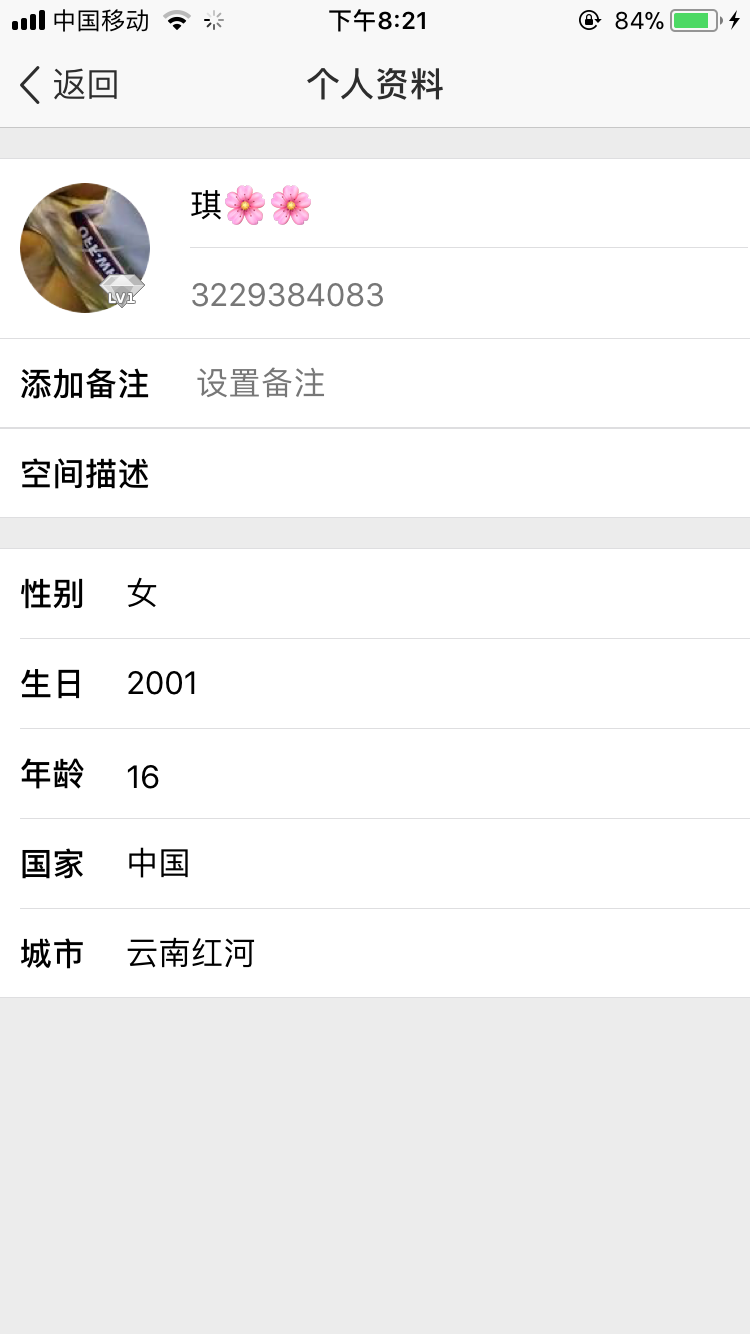 中国移动 下午8:21 84%
返回 个人资料
琪🌸🌸
OFF-WW
LV1
3229384083
添加备注 设置备注
空间描述
性别 女
生日 2001
年龄 16
国家 中国
城市 云南红河